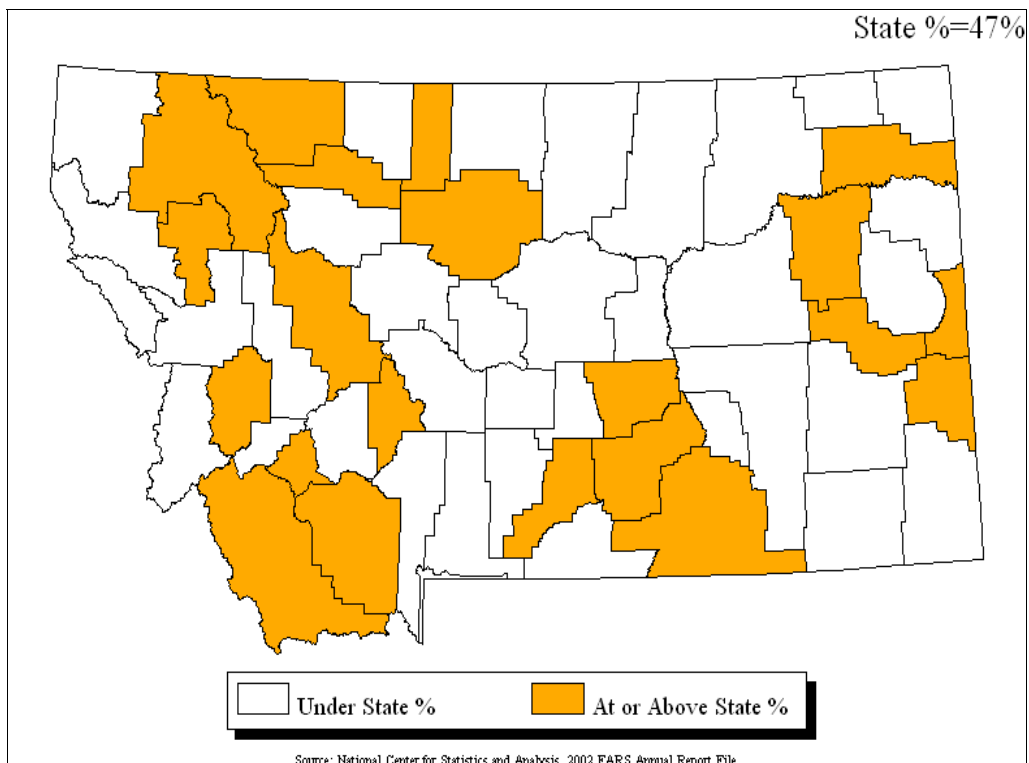 State %=47%
Under State %
At or Above State %
Source: National Center for Statistics and Analysis, 2002 FARS Annual Report File